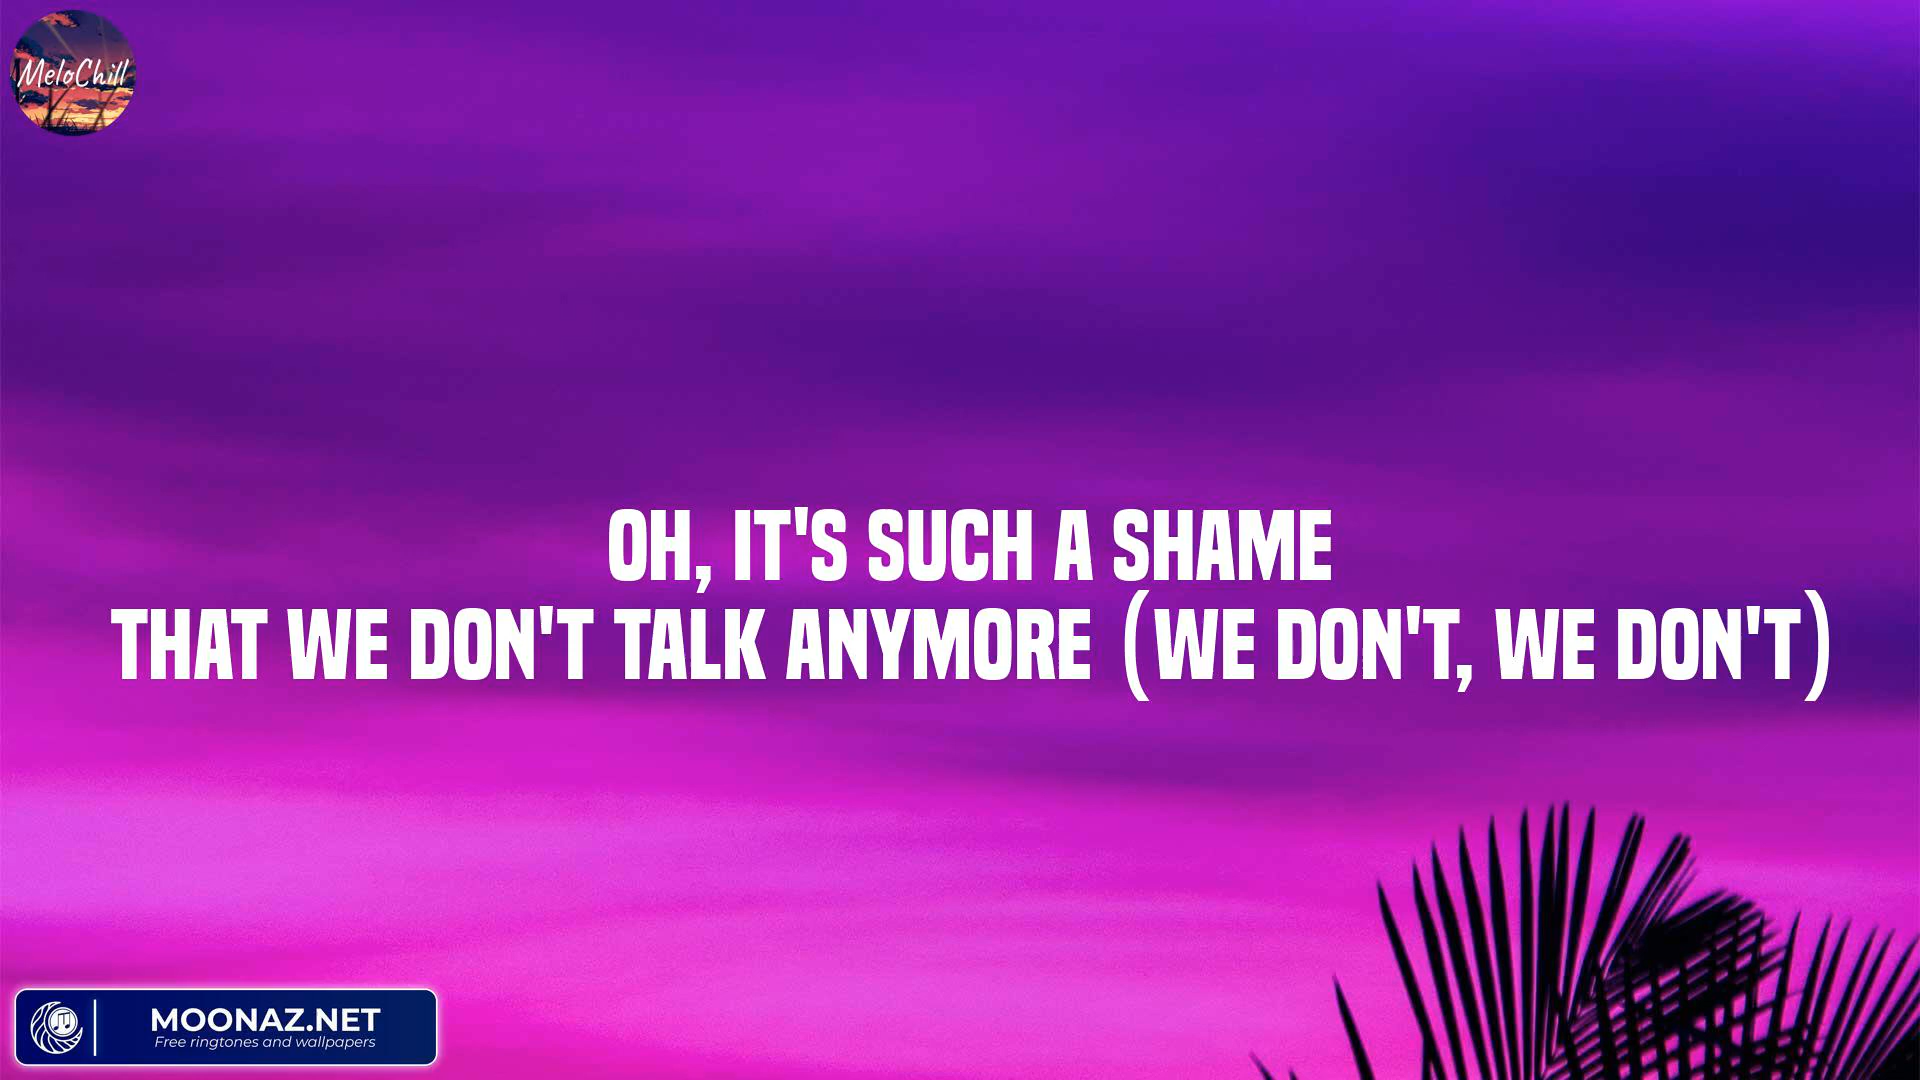 MeloChill
OH, IT'S SUCH A SHAME
THAT WE DON'T TALK ANYMORE (WE DON'T, WE DON'T)
MOONAZ.NET
Free ringtones and wallpapers